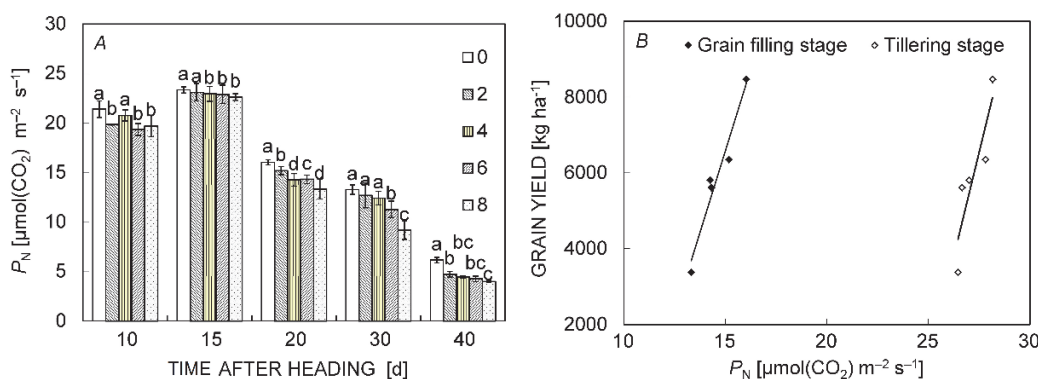 A
30
25
20
15
10
5
0
P_N [µmol(CO₂) m⁻² s⁻¹]
0
2
4
6
8
a b a b b
a a b b b
a b d c d
a a a b c
a b bc bc c
10 15 20 30 40
TIME AFTER HEADING [d]
B
Grain filling stage
Tillering stage
10000
8000
6000
4000
2000
GRAIN YIELD [kg ha⁻¹]
10 15 20 25 30
P_N [µmol(CO₂) m⁻² s⁻¹]